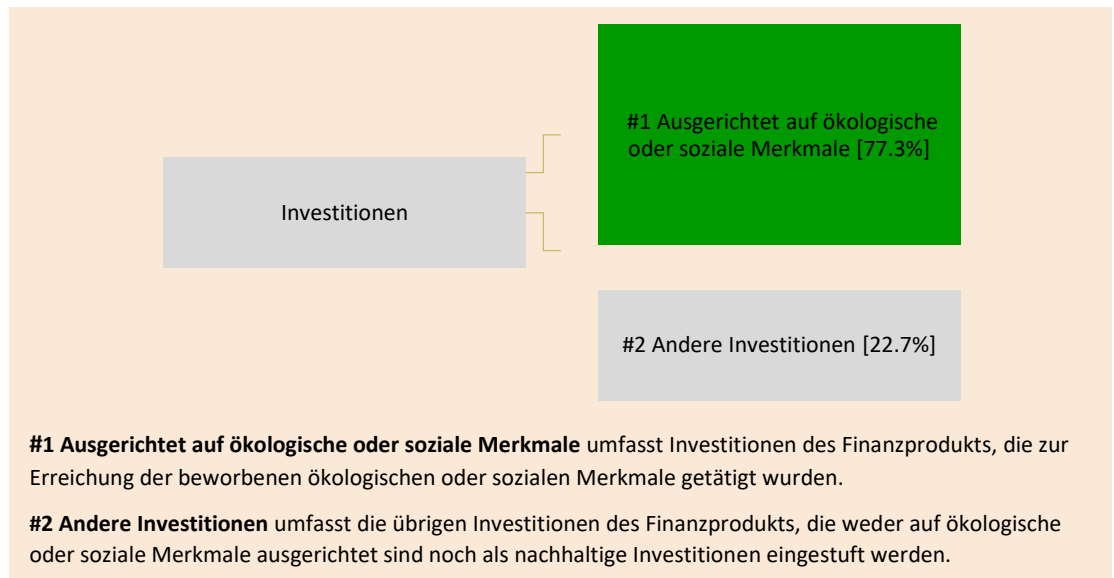 #1 Ausgerichtet auf ökologische
oder soziale Merkmale [77.3%]
Investitionen
#2 Andere Investitionen [22.7%]
#1 Ausgerichtet auf ökologische oder soziale Merkmale umfasst Investitionen des Finanzprodukts, die zur
Erreichung der beworbenen ökologischen oder sozialen Merkmale getätigt wurden.
#2 Andere Investitionen umfasst die übrigen Investitionen des Finanzprodukts, die weder auf ökologische
oder soziale Merkmale ausgerichtet sind noch als nachhaltige Investitionen eingestuft werden.